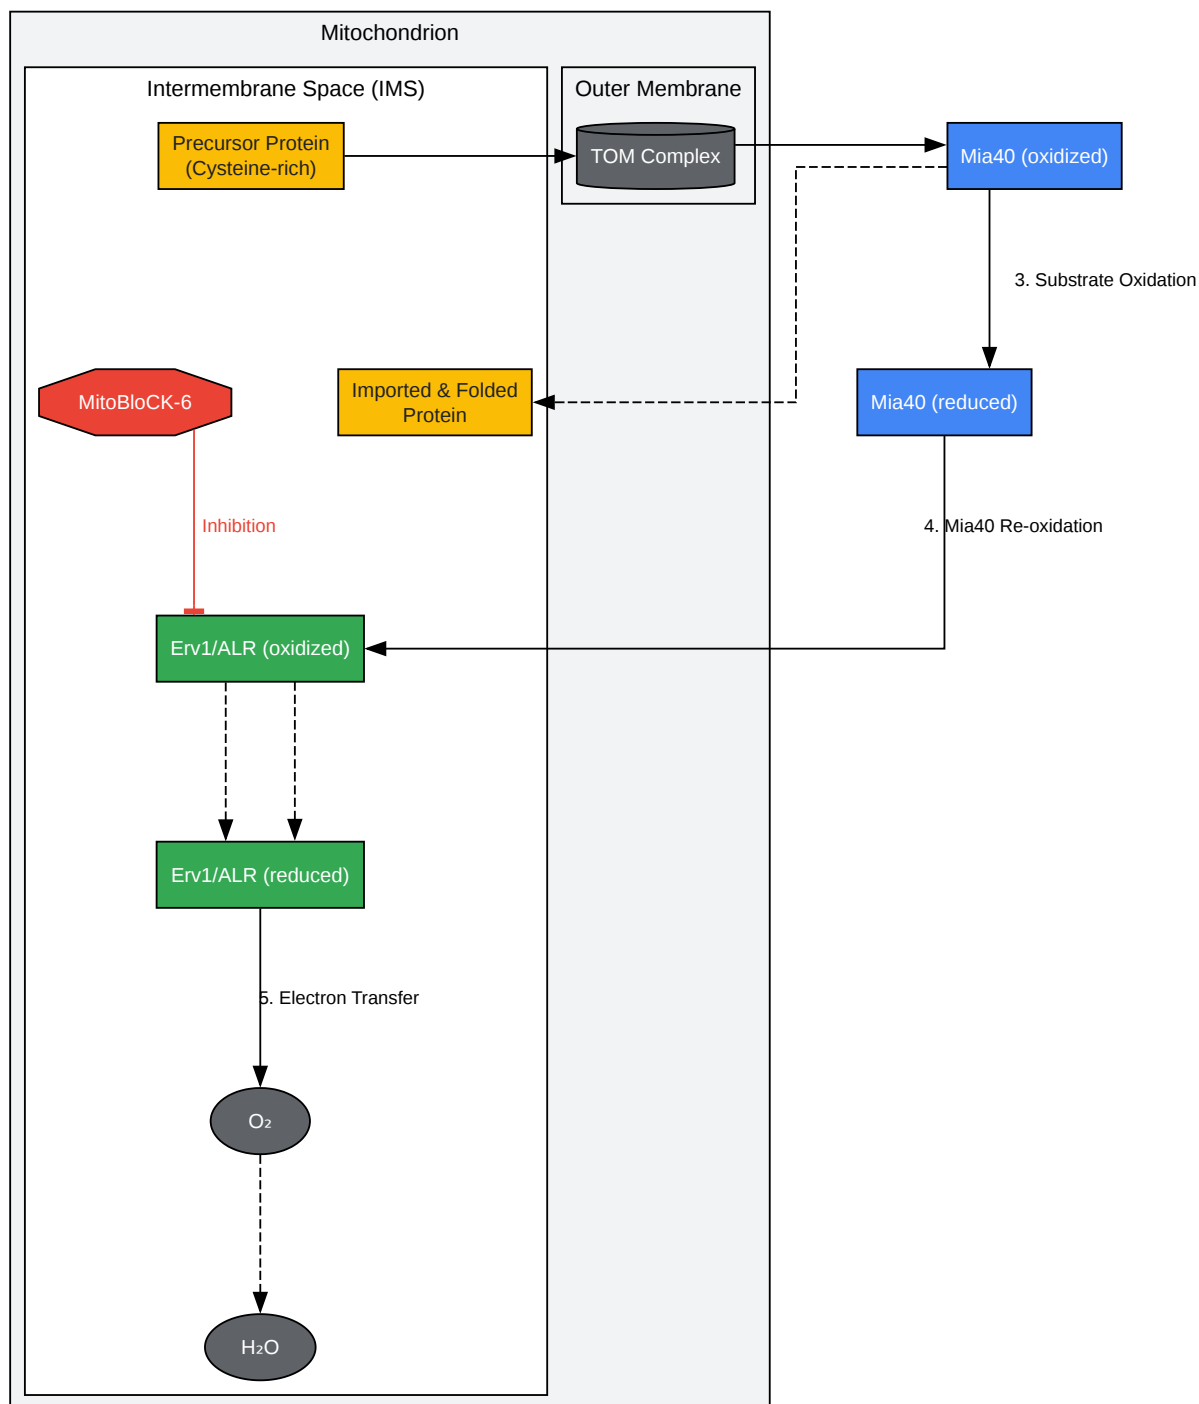 Mitochondrion
Intermembrane Space (IMS)
Outer Membrane
Precursor Protein
(Cysteine-rich)
TOM Complex
Mia40 (oxidized)
3. Substrate Oxidation
MitoBloCK-6
Imported & Folded
Protein
Mia40 (reduced)
Inhibition
4. Mia40 Re-oxidation
Erv1/ALR (oxidized)
Erv1/ALR (reduced)
5. Electron Transfer
O₂
H₂O